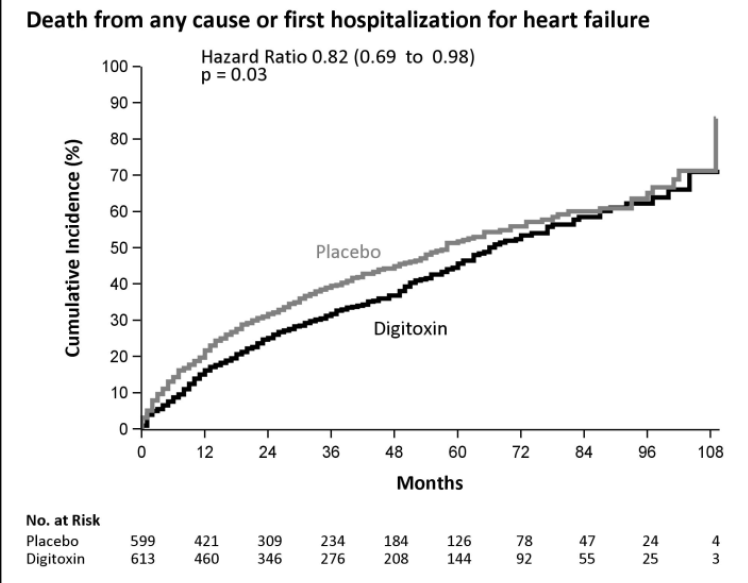 Death from any cause or first hospitalization for heart failure
Hazard Ratio 0.82 (0.69 to 0.98)
p = 0.03
Cumulative Incidence (%)
100
90
80
70
60
50
40
30
20
10
0
Placebo
Digitoxin
0 12 24 36 48 60 72 84 96 108
Months
No. at Risk
Placebo 599 421 309 234 184 126 78 47 24 4
Digitoxin 613 460 346 276 208 144 92 55 25 3